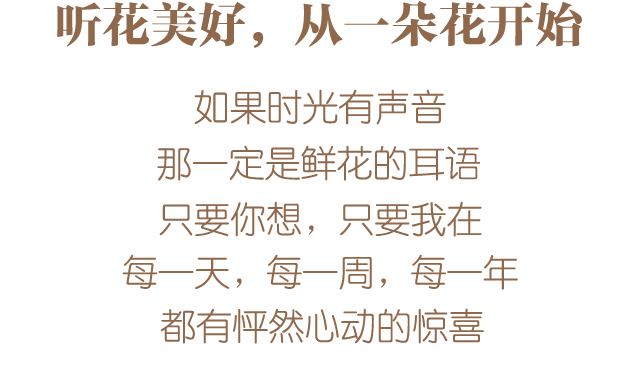 听花美好，从一朵花开始
如果时光有声音
那一定是鲜花的耳语
只要你想，只要我在
每一天，每一周，每一年
都有怦然心动的惊喜